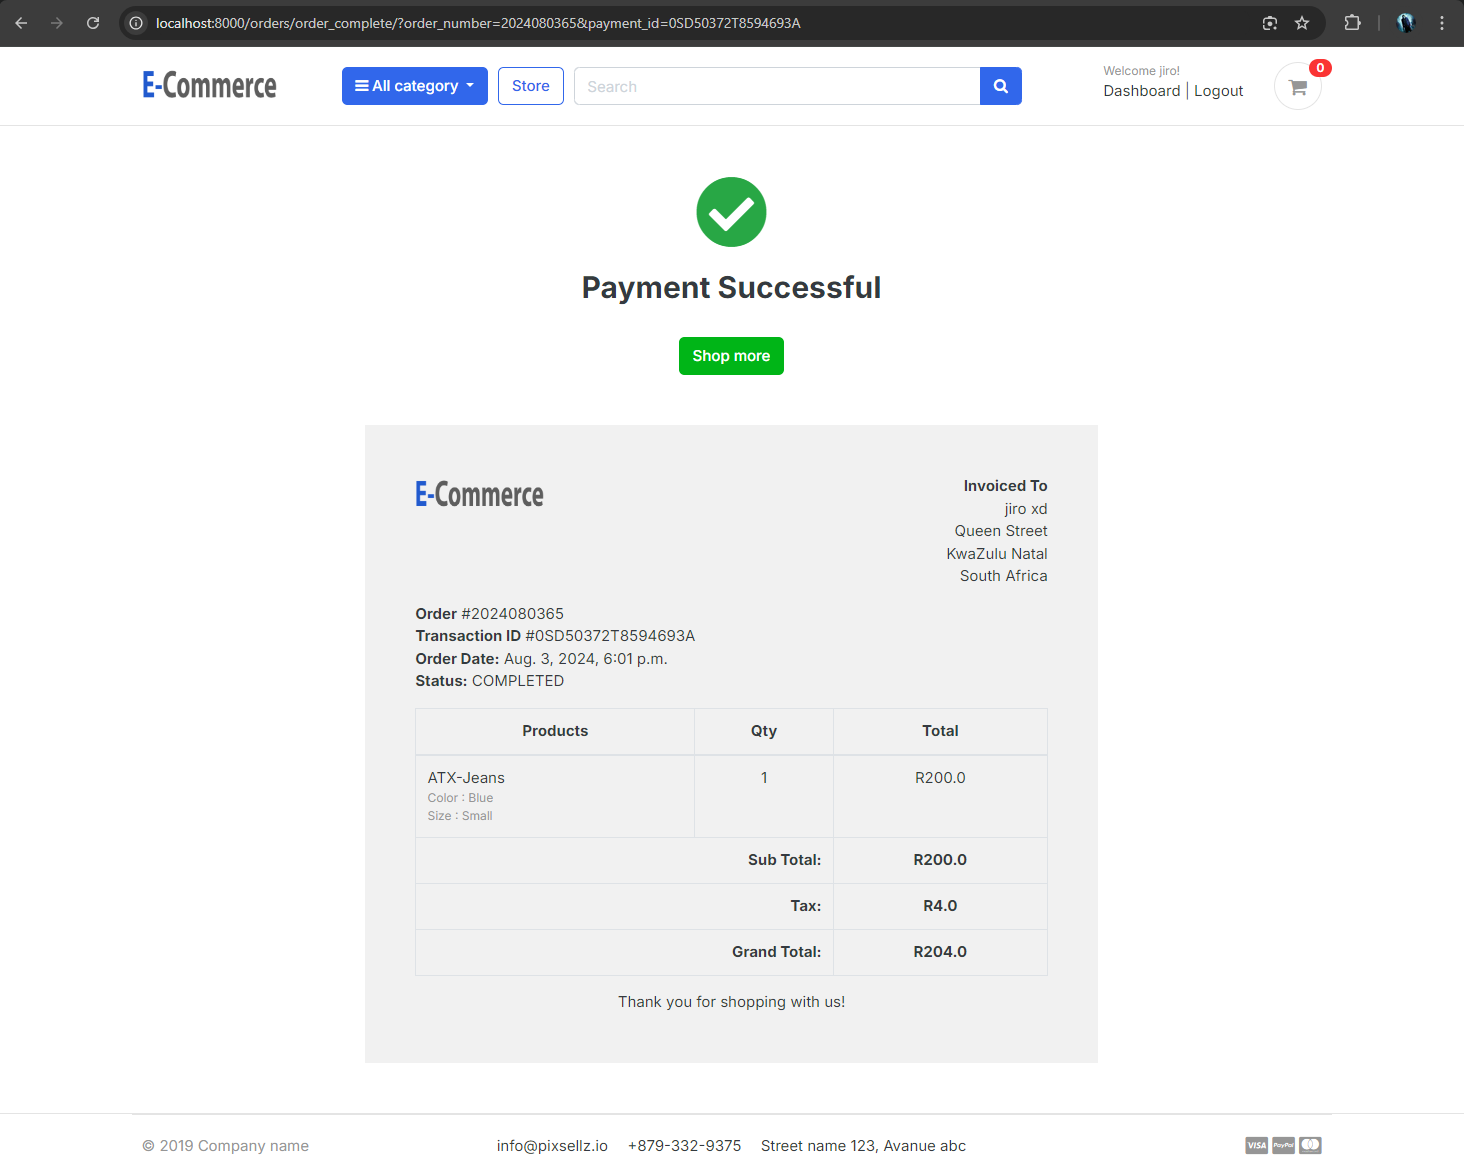 localhost:8000/orders/order_complete/?order_number=2024080365&payment_id=0SD50372T8594693A
E-Commerce
All category
Store
Search
Welcome jiro!
Dashboard | Logout
0
Payment Successful
Shop more
E-Commerce
Invoiced To
jiro xd
Queen Street
KwaZulu Natal
South Africa
Order #2024080365
Transaction ID #0SD50372T8594693A
Order Date: Aug. 3, 2024, 6:01 p.m.
Status: COMPLETED
Products Qty Total
ATX-Jeans 1 R200.0
Color : Blue
Size : Small
Sub Total: R200.0
Tax: R4.0
Grand Total: R204.0
Thank you for shopping with us!
© 2019 Company name info@pixsellz.io +879-332-9375 Street name 123, Avanue abc VISA PayPal